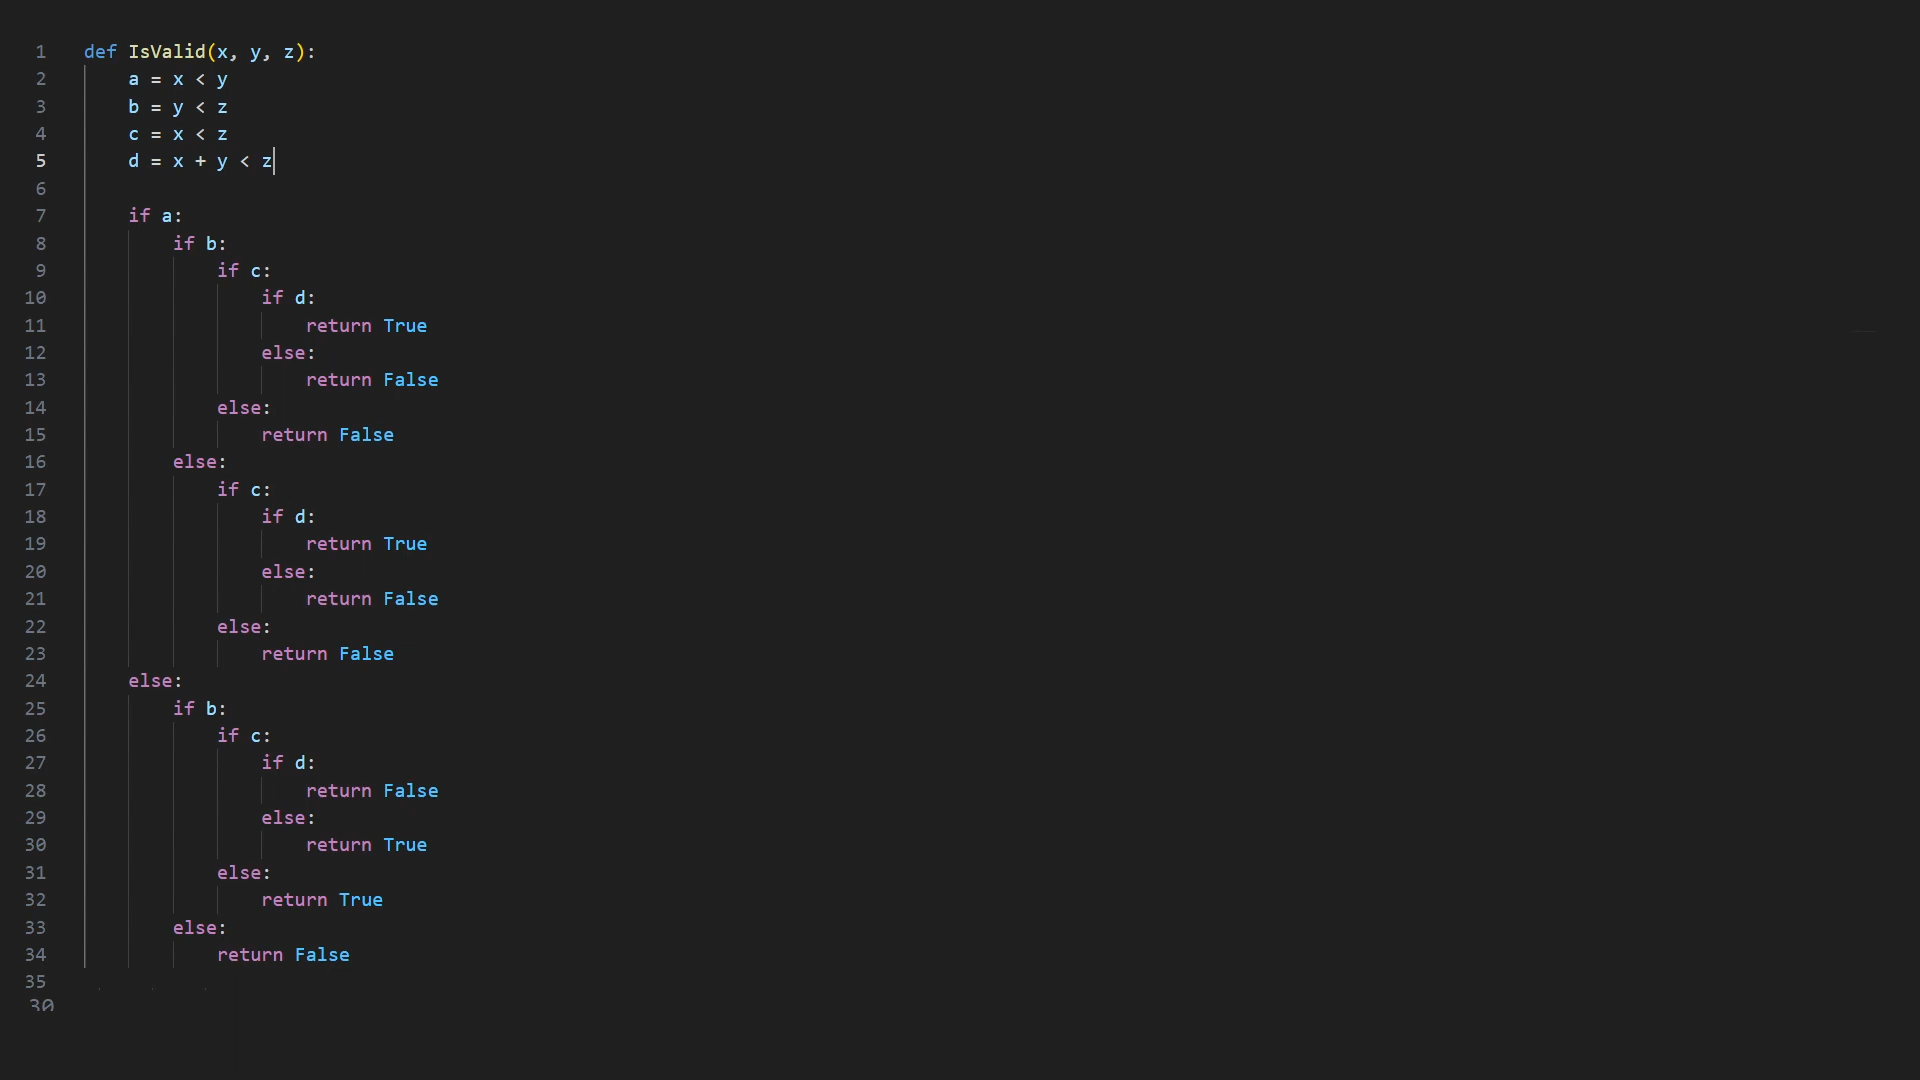 1 def IsValid(x, y, z):
2 a = x < y
3 b = y < z
4 c = x < z
5 d = x + y < z
6
7 if a:
8 if b:
9 if c:
10 if d:
11 return True
12 else:
13 return False
14 else:
15 return False
16 else:
17 if c:
18 if d:
19 return True
20 else:
21 return False
22 else:
23 return False
24 else:
25 if b:
26 if c:
27 if d:
28 return False
29 else:
30 return True
31 else:
32 return True
33 else:
34 return False
35